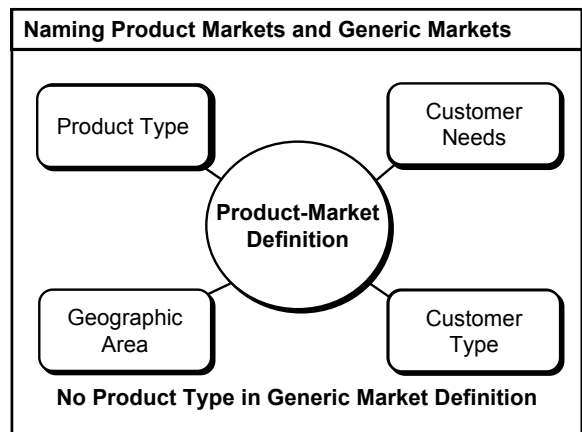 Naming Product Markets and Generic Markets
Product Type
Customer
Needs
Product-Market
Definition
Geographic
Area
Customer
Type
No Product Type in Generic Market Definition